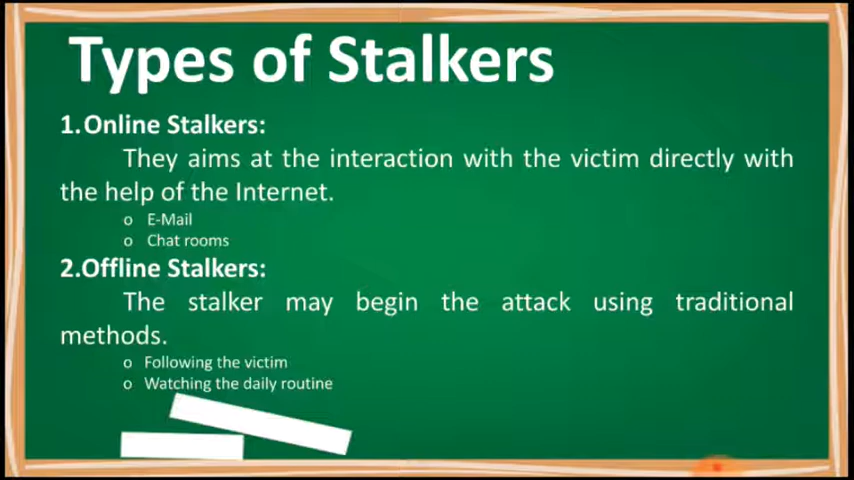 Types of Stalkers
1.Online Stalkers:
They aims at the interaction with the victim directly with
the help of the Internet.
o E-Mail
o Chat rooms
2.Offline Stalkers:
The stalker may begin the attack using traditional
methods.
o Following the victim
o Watching the daily routine